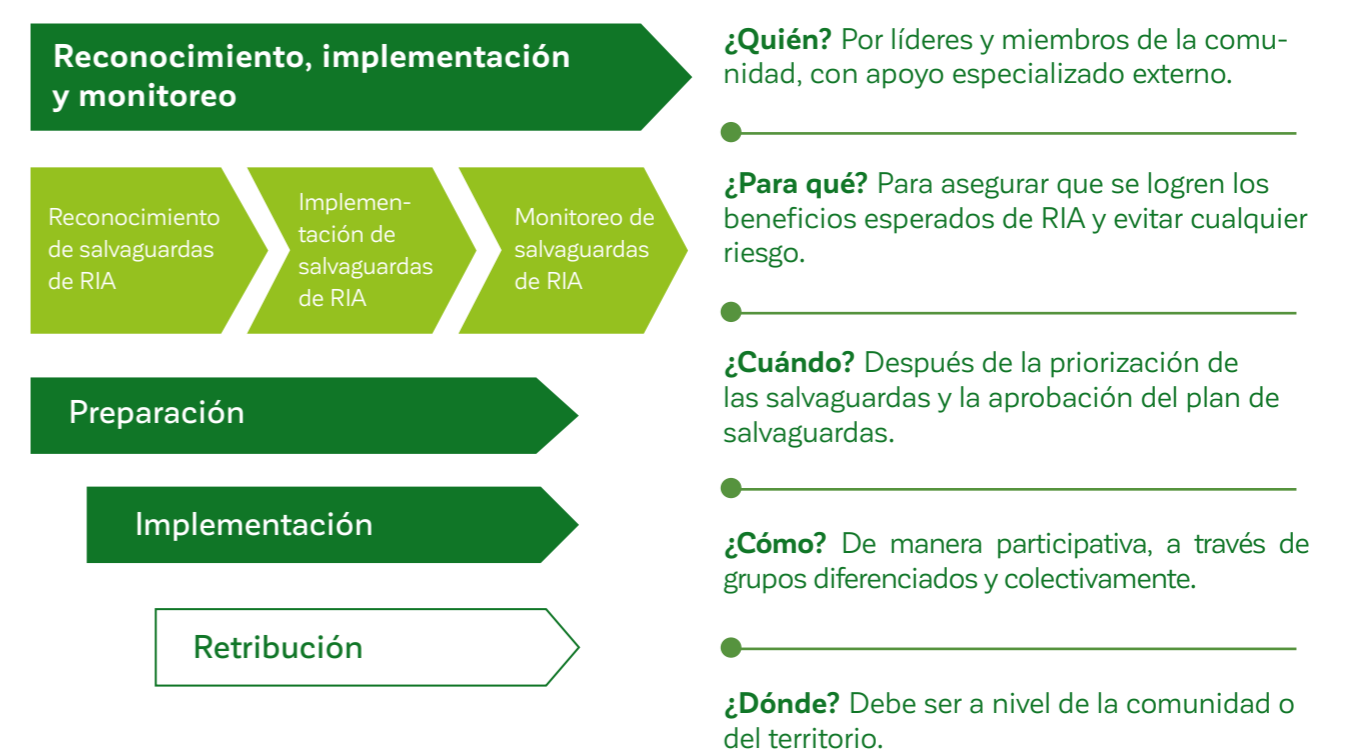 Reconocimiento, implementación
y monitoreo
Reconocimiento
de salvaguardas
de RIA
Implemen-
tación de
salvaguardas
de RIA
Monitoreo de
salvaguardas
de RIA
Preparación
Implementación
Retribución
¿Quién? Por líderes y miembros de la comu-
nidad, con apoyo especializado externo.
¿Para qué? Para asegurar que se logren los
beneficios esperados de RIA y evitar cualquier
riesgo.
¿Cuándo? Después de la priorización de
las salvaguardas y la aprobación del plan de
salvaguardas.
¿Cómo? De manera participativa, a través de
grupos diferenciados y colectivamente.
¿Dónde? Debe ser a nivel de la comunidad o
del territorio.